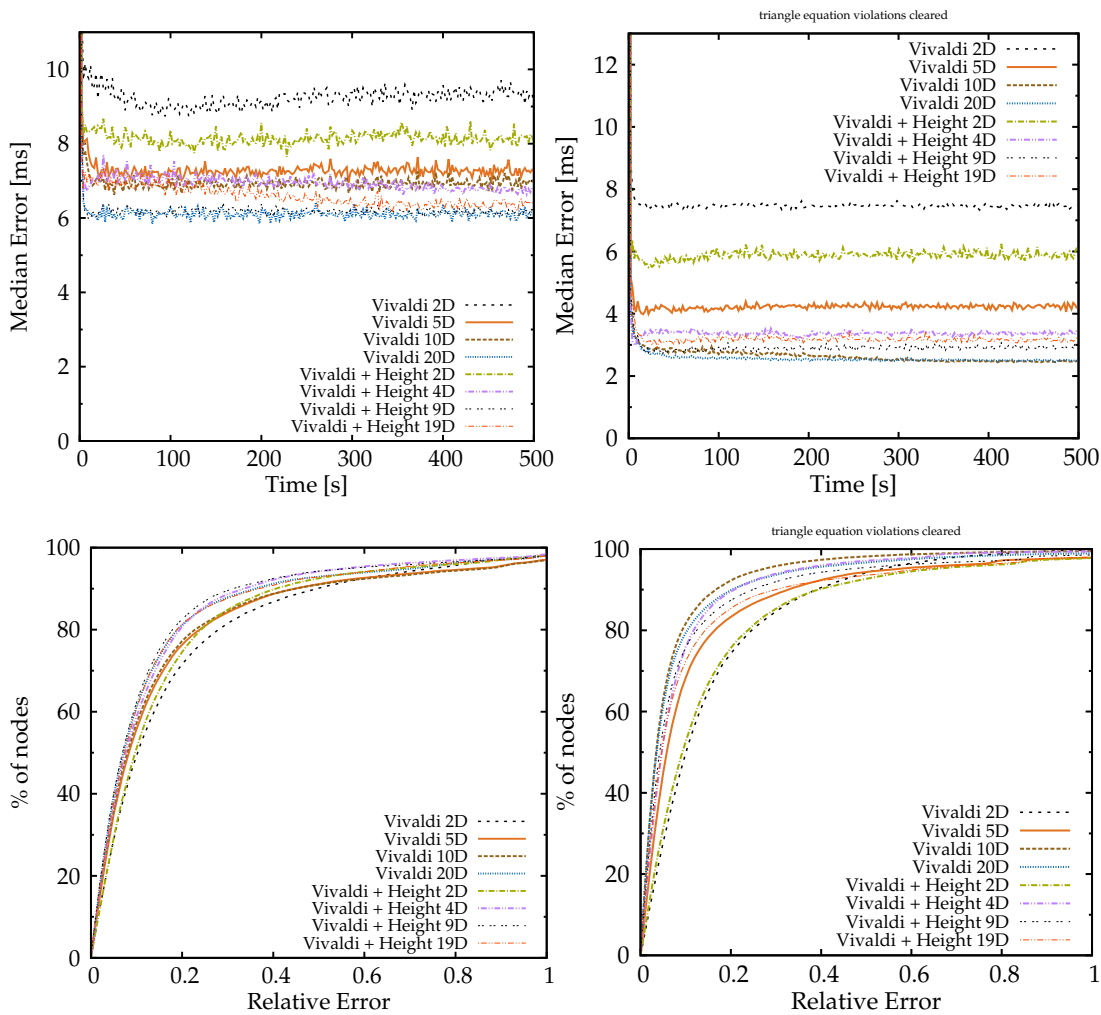 10
8
6
4
2
0
Median Error [ms]
0
100
200
300
400
500
Time [s]
Vivaldi 2D
Vivaldi 5D
Vivaldi 10D
Vivaldi 20D
Vivaldi + Height 2D
Vivaldi + Height 4D
Vivaldi + Height 9D
Vivaldi + Height 19D
triangle equation violations cleared
12
10
8
6
4
2
0
Median Error [ms]
0
100
200
300
400
500
Time [s]
Vivaldi 2D
Vivaldi 5D
Vivaldi 10D
Vivaldi 20D
Vivaldi + Height 2D
Vivaldi + Height 4D
Vivaldi + Height 9D
Vivaldi + Height 19D
100
80
60
40
20
0
% of nodes
0
0.2
0.4
0.6
0.8
1
Relative Error
Vivaldi 2D
Vivaldi 5D
Vivaldi 10D
Vivaldi 20D
Vivaldi + Height 2D
Vivaldi + Height 4D
Vivaldi + Height 9D
Vivaldi + Height 19D
triangle equation violations cleared
100
80
60
40
20
0
% of nodes
0
0.2
0.4
0.6
0.8
1
Relative Error
Vivaldi 2D
Vivaldi 5D
Vivaldi 10D
Vivaldi 20D
Vivaldi + Height 2D
Vivaldi + Height 4D
Vivaldi + Height 9D
Vivaldi + Height 19D